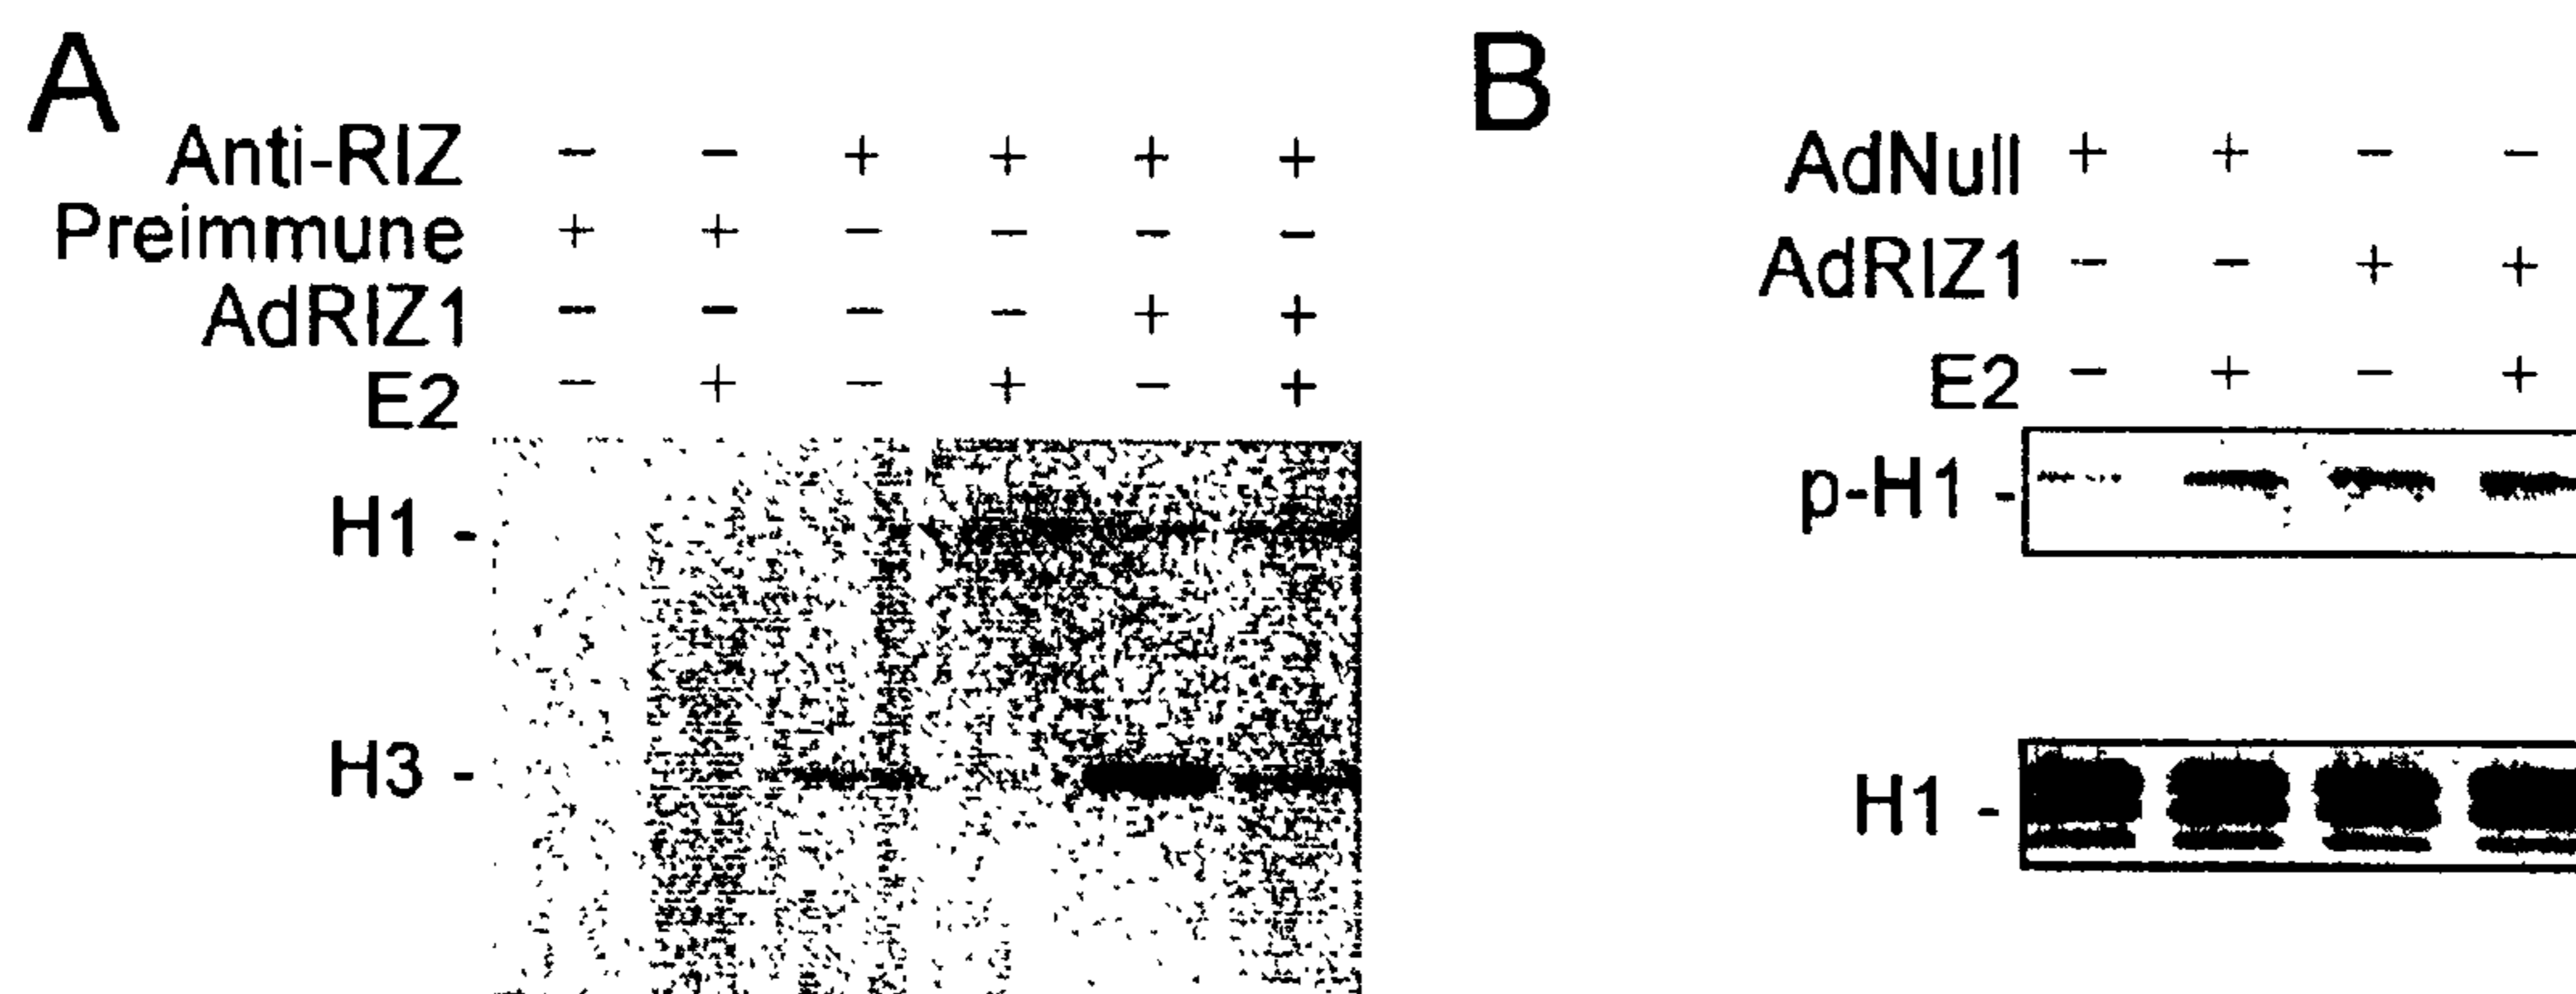 A
Anti-RIZ − − + + + +
Preimmune + + − − − −
AdRIZ1 − − − − + +
E2 − + − + − +
H1 -
H3 -
B
AdNull + + − −
AdRIZ1 − − + +
E2 − + − +
p-H1 -
H1 -